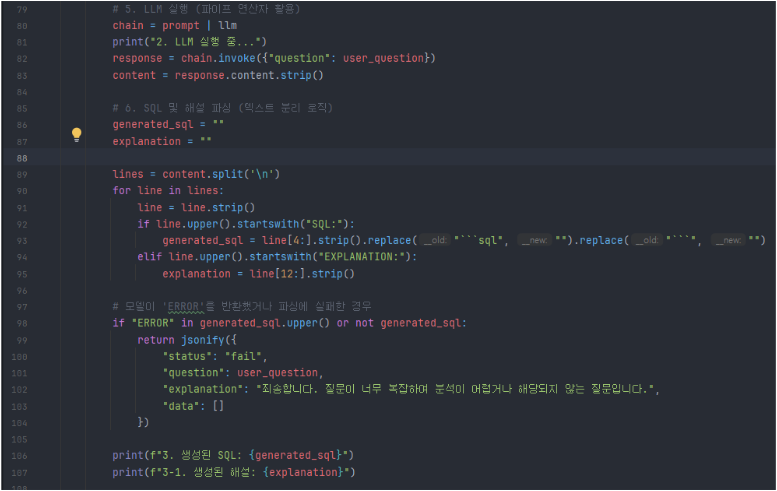 79 # 5. LLM 실행 (파이프 연산자 활용)
80 chain = prompt | llm
81 print("2. LLM 실행 중...")
82 response = chain.invoke({"question": user_question})
83 content = response.content.strip()
84
85 # 6. SQL 및 해설 파싱 (텍스트 분리 로직)
86 generated_sql = ""
87 explanation = ""
88
89 lines = content.split('\n')
90 for line in lines:
91 line = line.strip()
92 if line.upper().startswith("SQL:"):
93 generated_sql = line[4:].strip().replace( __old: "```sql", __new: "").replace( __old: "```", __new: "")
94 elif line.upper().startswith("EXPLANATION:"):
95 explanation = line[12:].strip()
96
97 # 모델이 'ERROR'를 반환했거나 파싱에 실패한 경우
98 if "ERROR" in generated_sql.upper() or not generated_sql:
99 return jsonify({
100 "status": "fail",
101 "question": user_question,
102 "explanation": "죄송합니다. 질문이 너무 복잡하여 분석이 어렵거나 해당되지 않는 질문입니다.",
103 "data": []
104 })
105
106 print(f"3. 생성된 SQL: {generated_sql}")
107 print(f"3-1. 생성된 해설: {explanation}")
108